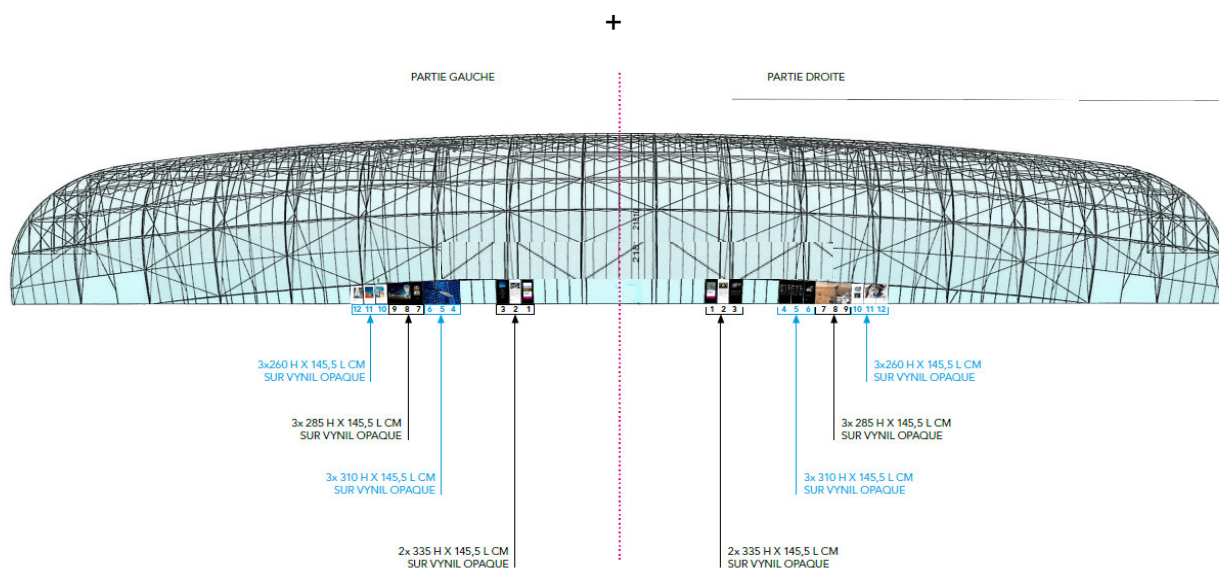 +
PARTIE GAUCHE
PARTIE DROITE
12 11 10 9 8 7 6 5 4 3 2 1
1 2 3 4 5 6 7 8 9 10 11 12
3x260 H X 145,5 L CM
SUR VYNIL OPAQUE
3x260 H X 145,5 L CM
SUR VYNIL OPAQUE
3x 285 H X 145,5 L CM
SUR VYNIL OPAQUE
3x 285 H X 145,5 L CM
SUR VYNIL OPAQUE
3x 310 H X 145,5 L CM
SUR VYNIL OPAQUE
3x 310 H X 145,5 L CM
SUR VYNIL OPAQUE
2x 335 H X 145,5 L CM
SUR VYNIL OPAQUE
2x 335 H X 145,5 L CM
SUR VYNIL OPAQUE